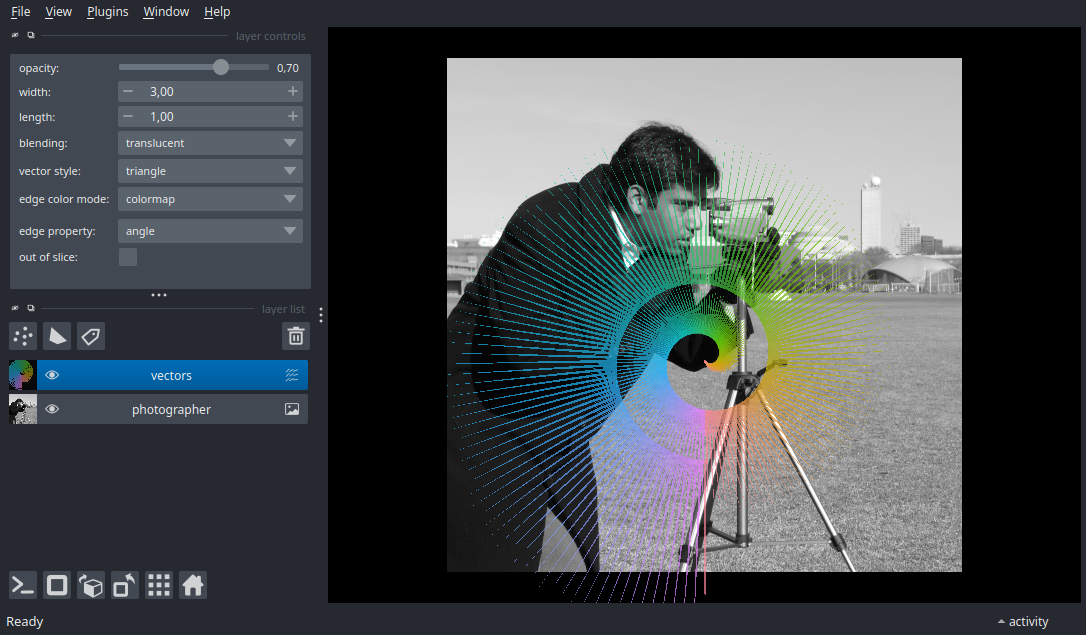 File View Plugins Window Help
layer controls
opacity: 0,70
width: 3,00
length: 1,00
blending: translucent
vector style: triangle
edge color mode: colormap
edge property: angle
out of slice:
layer list
vectors
photographer
Ready
activity